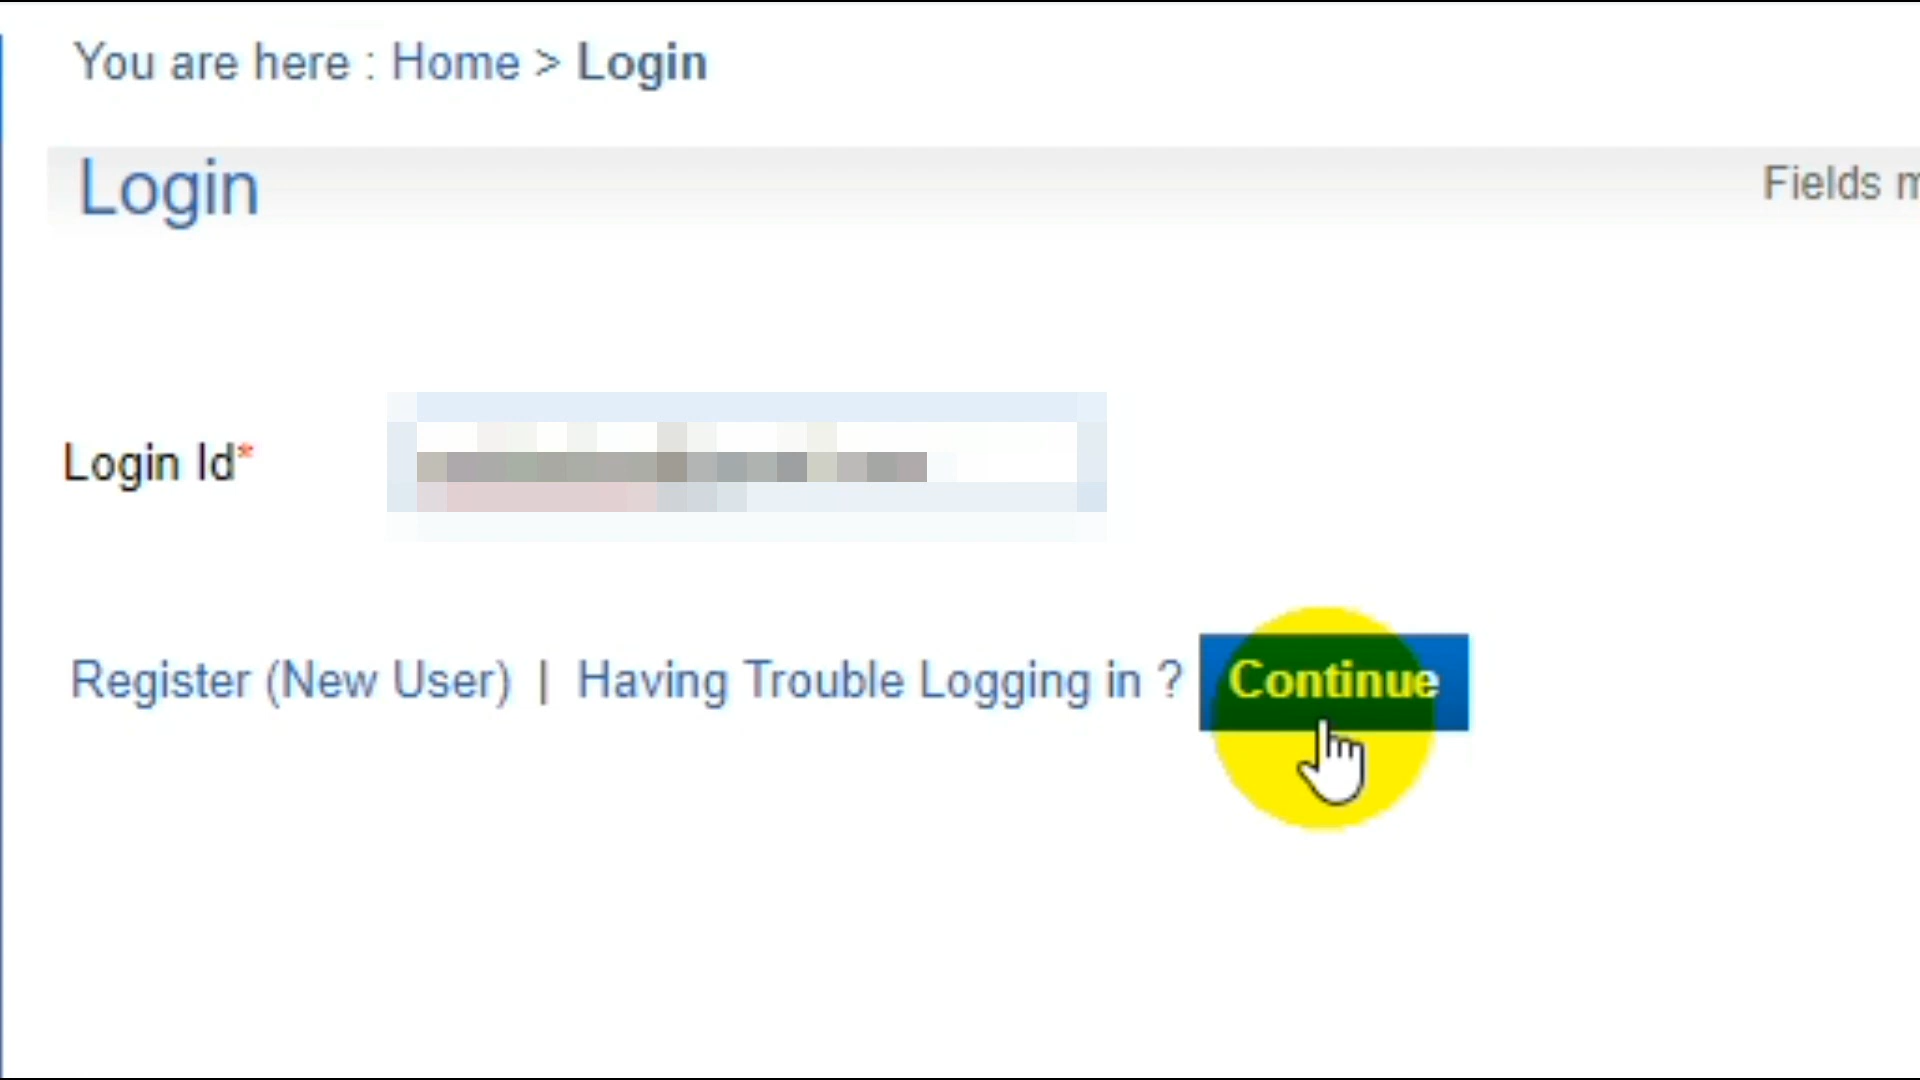 You are here : Home > Login
Login
Fields
Login Id*
Register (New User) | Having Trouble Logging in ? Continue